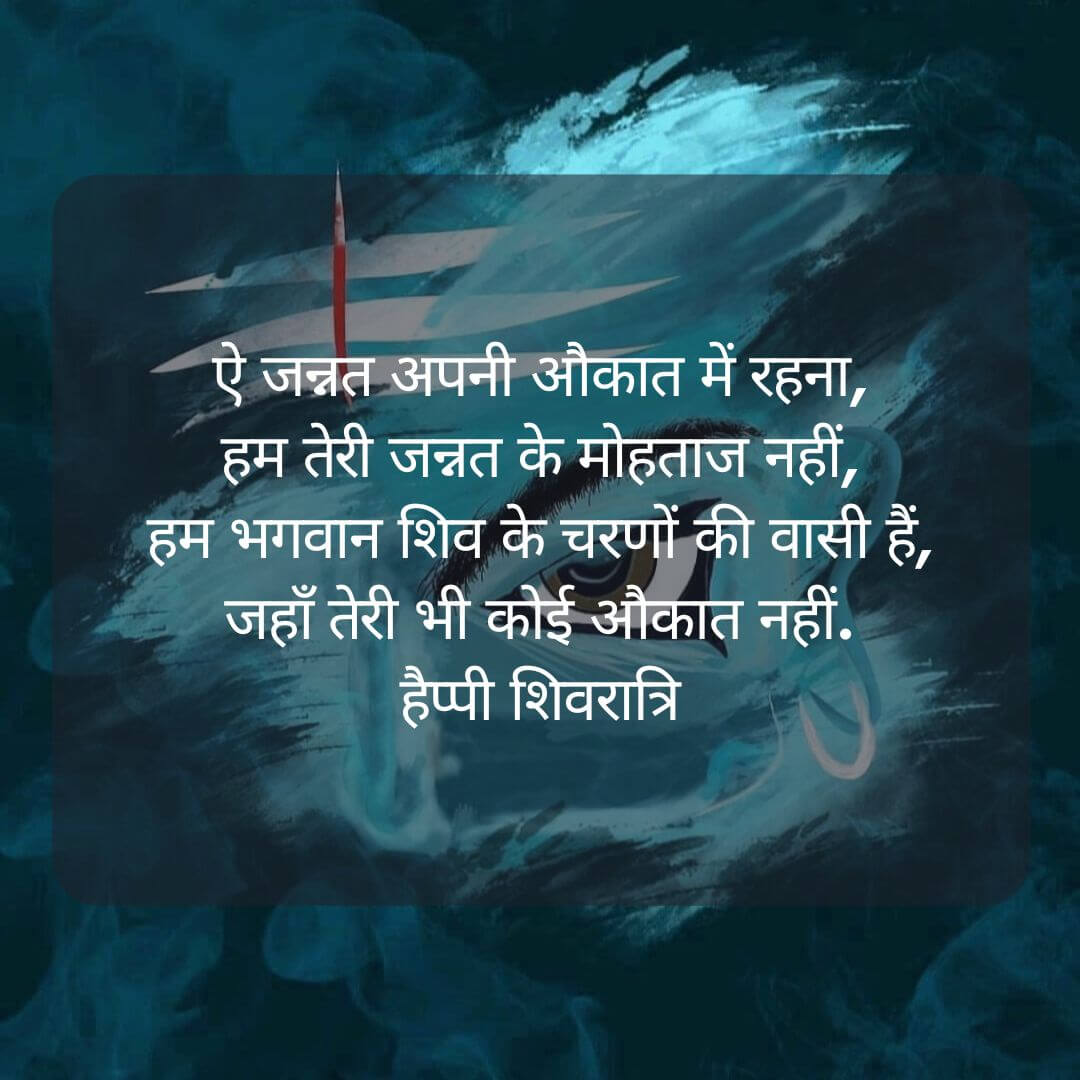 ऐ जन्नत अपनी औकात में रहना,
हम तेरी जन्नत के मोहताज नहीं,
हम भगवान शिव के चरणों की वासी हैं,
जहाँ तेरी भी कोई औकात नहीं.
हैप्पी शिवरात्रि